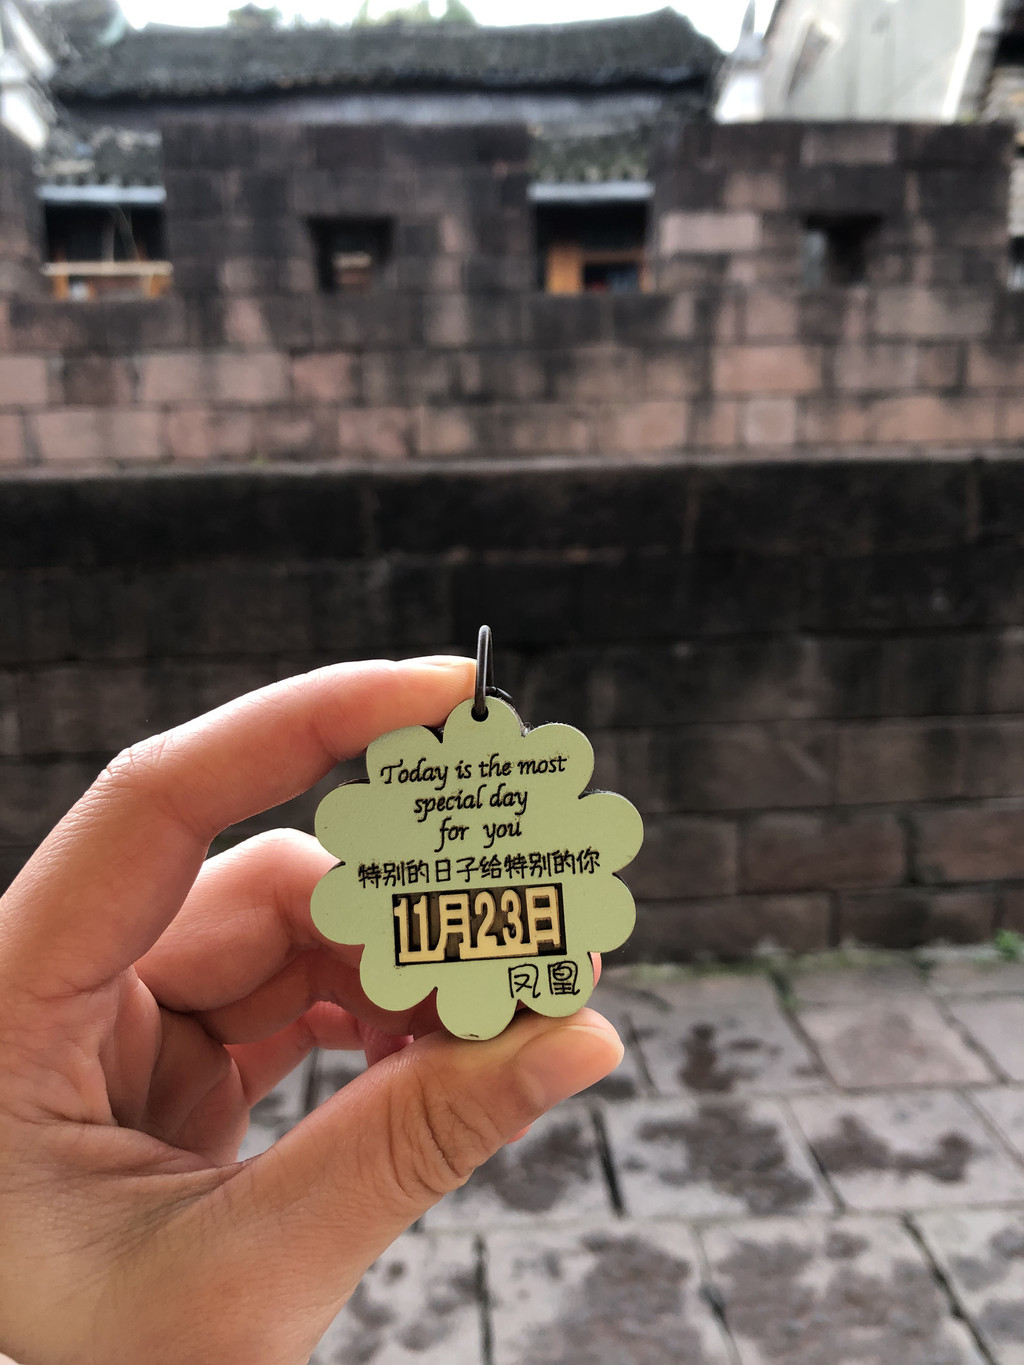 Today is the most
special day
for you
特别的日子给特别的你
11月23日
凤凰